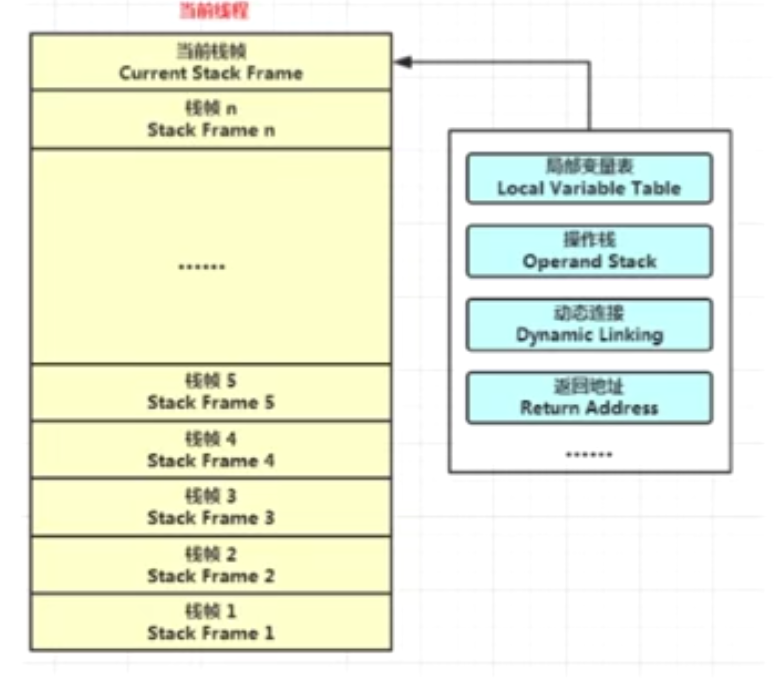 当前线程
当前栈帧
Current Stack Frame
栈帧 n
Stack Frame n
......
栈帧 5
Stack Frame 5
栈帧 4
Stack Frame 4
栈帧 3
Stack Frame 3
栈帧 2
Stack Frame 2
栈帧 1
Stack Frame 1
局部变量表
Local Variable Table
操作栈
Operand Stack
动态连接
Dynamic Linking
返回地址
Return Address
......